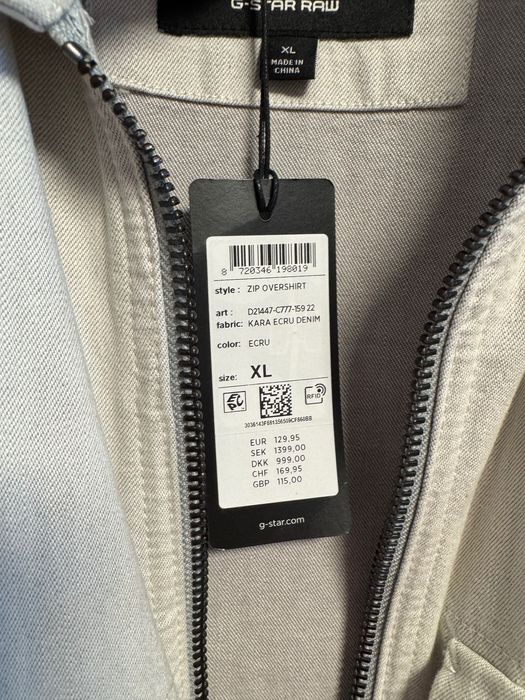 G-STAR RAW
XL
MADE IN
CHINA
8 720346 198019
style : ZIP OVERSHIRT
art : D21447-C777-159 22
fabric: KARA ECRU DENIM
color: ECRU
size: XL
RFID
3036143F681356509CF660BB
EUR 129,95
SEK 1399,00
DKK 999,00
CHF 169,95
GBP 115,00
g-star.com